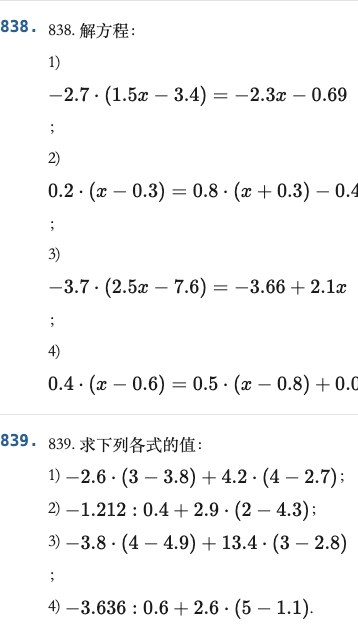 838. 838. 解方程：
1)
−2.7 · (1.5x − 3.4) = −2.3x − 0.69
;
2)
0.2 · (x − 0.3) = 0.8 · (x + 0.3) − 0.4
;
3)
−3.7 · (2.5x − 7.6) = −3.66 + 2.1x
;
4)
0.4 · (x − 0.6) = 0.5 · (x − 0.8) + 0.0
839. 839. 求下列各式的值：
1) −2.6 · (3 − 3.8) + 4.2 · (4 − 2.7);
2) −1.212 : 0.4 + 2.9 · (2 − 4.3);
3) −3.8 · (4 − 4.9) + 13.4 · (3 − 2.8)
;
4) −3.636 : 0.6 + 2.6 · (5 − 1.1).